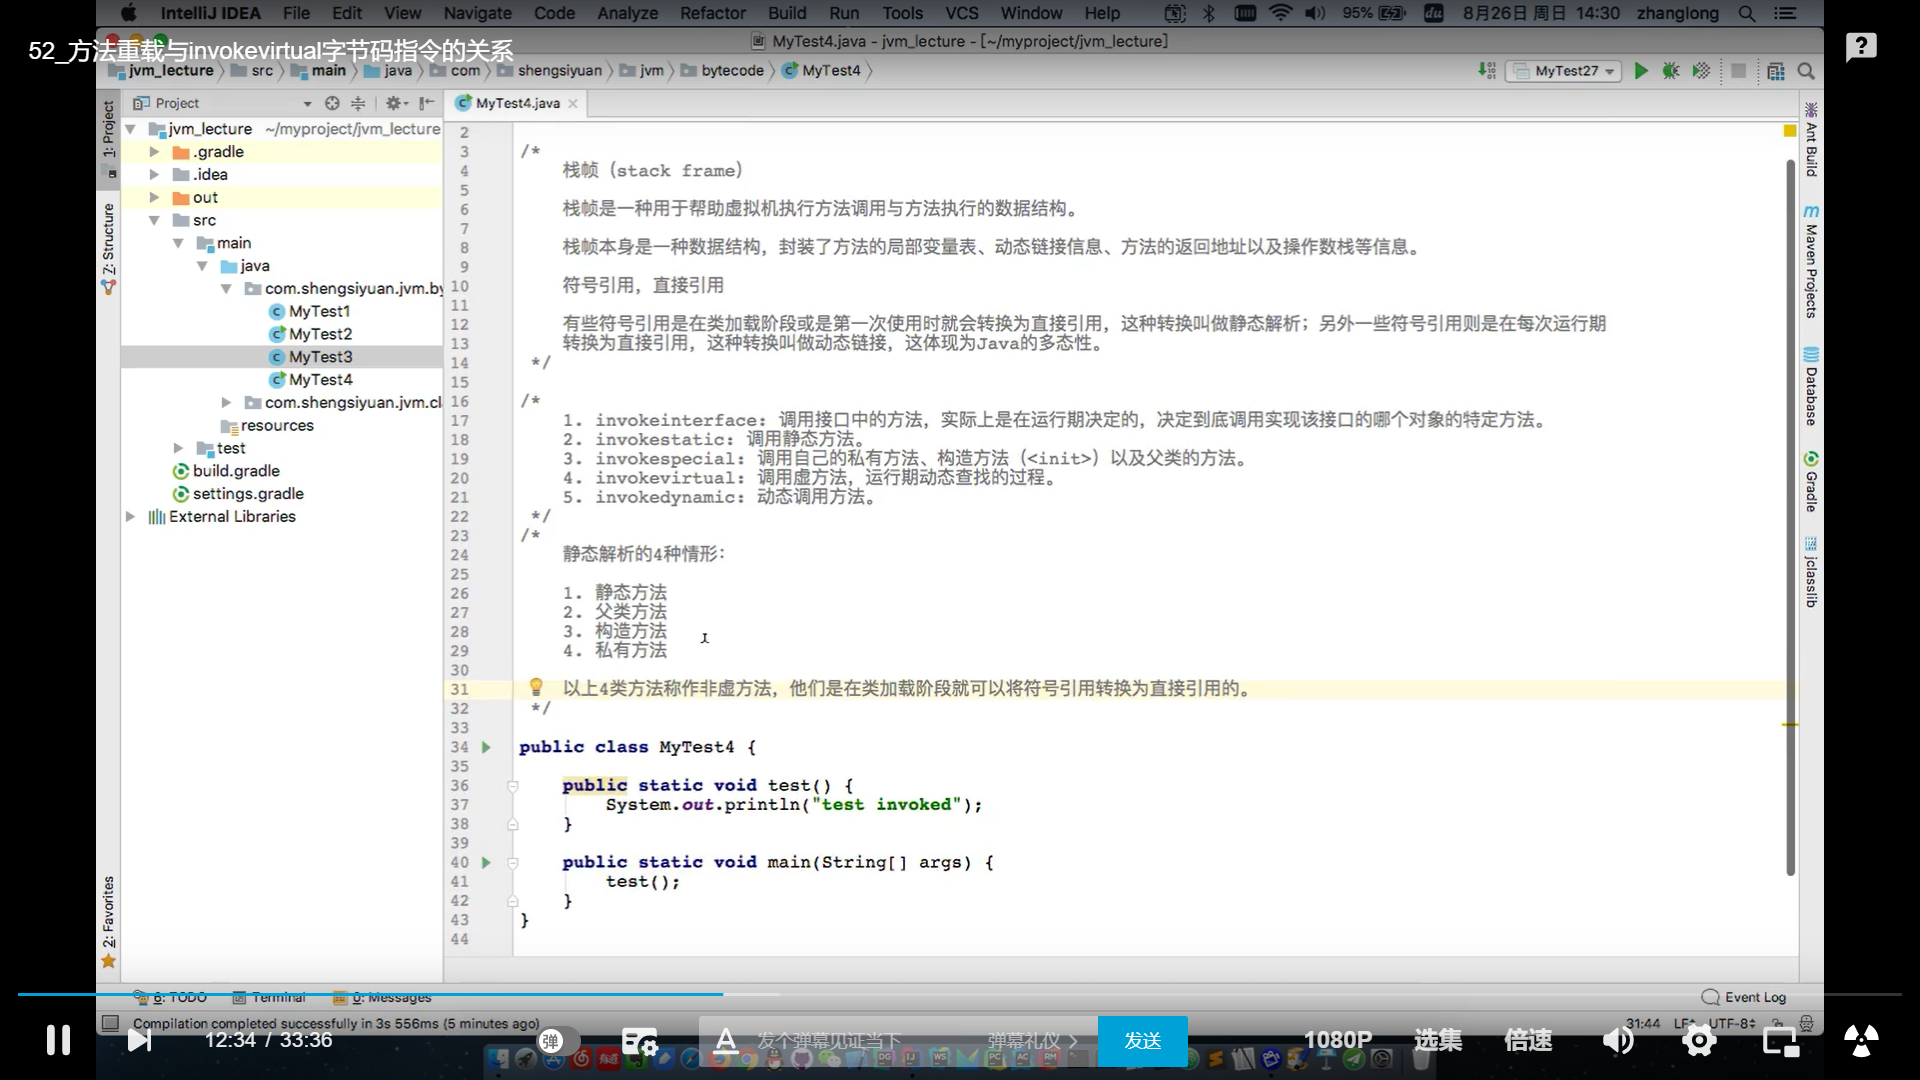 IntelliJ IDEA File Edit View Navigate Code Analyze Refactor Build Run Tools VCS Window Help 95% 8月26日 周日 14:30 zhanglong
MyTest4.java - jvm_lecture - [~/myproject/jvm_lecture]
52_方法重载与invokevirtual字节码指令的关系
jvm_lecture src main java com shengsiyuan jvm bytecode MyTest4 MyTest27
Project
MyTest4.java
1: Project
Z: Structure
2: Favorites
jvm_lecture ~/myproject/jvm_lecture
.gradle
.idea
out
src
main
java
com.shengsiyuan.jvm.by
MyTest1
MyTest2
MyTest3
MyTest4
com.shengsiyuan.jvm.cl
resources
test
build.gradle
settings.gradle
External Libraries
2
3 /*
4 栈帧（stack frame）
5
6 栈帧是一种用于帮助虚拟机执行方法调用与方法执行的数据结构。
7
8 栈帧本身是一种数据结构，封装了方法的局部变量表、动态链接信息、方法的返回地址以及操作数栈等信息。
9
10 符号引用，直接引用
11
12 有些符号引用是在类加载阶段或是第一次使用时就会转换为直接引用，这种转换叫做静态解析；另外一些符号引用则是在每次运行期
13 转换为直接引用，这种转换叫做动态链接，这体现为Java的多态性。
14 */
15
16 /*
17 1. invokeinterface：调用接口中的方法，实际上是在运行期决定的，决定到底调用实现该接口的哪个对象的特定方法。
18 2. invokestatic：调用静态方法。
19 3. invokespecial：调用自己的私有方法、构造方法（<init>）以及父类的方法。
20 4. invokevirtual：调用虚方法，运行期动态查找的过程。
21 5. invokedynamic：动态调用方法。
22 */
23 /*
24 静态解析的4种情形：
25
26 1. 静态方法
27 2. 父类方法
28 3. 构造方法
29 4. 私有方法
30
31 以上4类方法称作非虚方法，他们是在类加载阶段就可以将符号引用转换为直接引用的。
32 */
33
34 public class MyTest4 {
35
36 public static void test() {
37 System.out.println("test invoked");
38 }
39
40 public static void main(String[] args) {
41 test();
42 }
43 }
44
Ant Build
Maven Projects
Database
Gradle
jclasslib
6: TODO Terminal 0: Messages Event Log
Compilation completed successfully in 3s 556ms (5 minutes ago) 31:44 LF UTF-8
12:34 / 33:36 弹 发个弹幕见证当下 弹幕礼仪 发送 1080P 选集 倍速